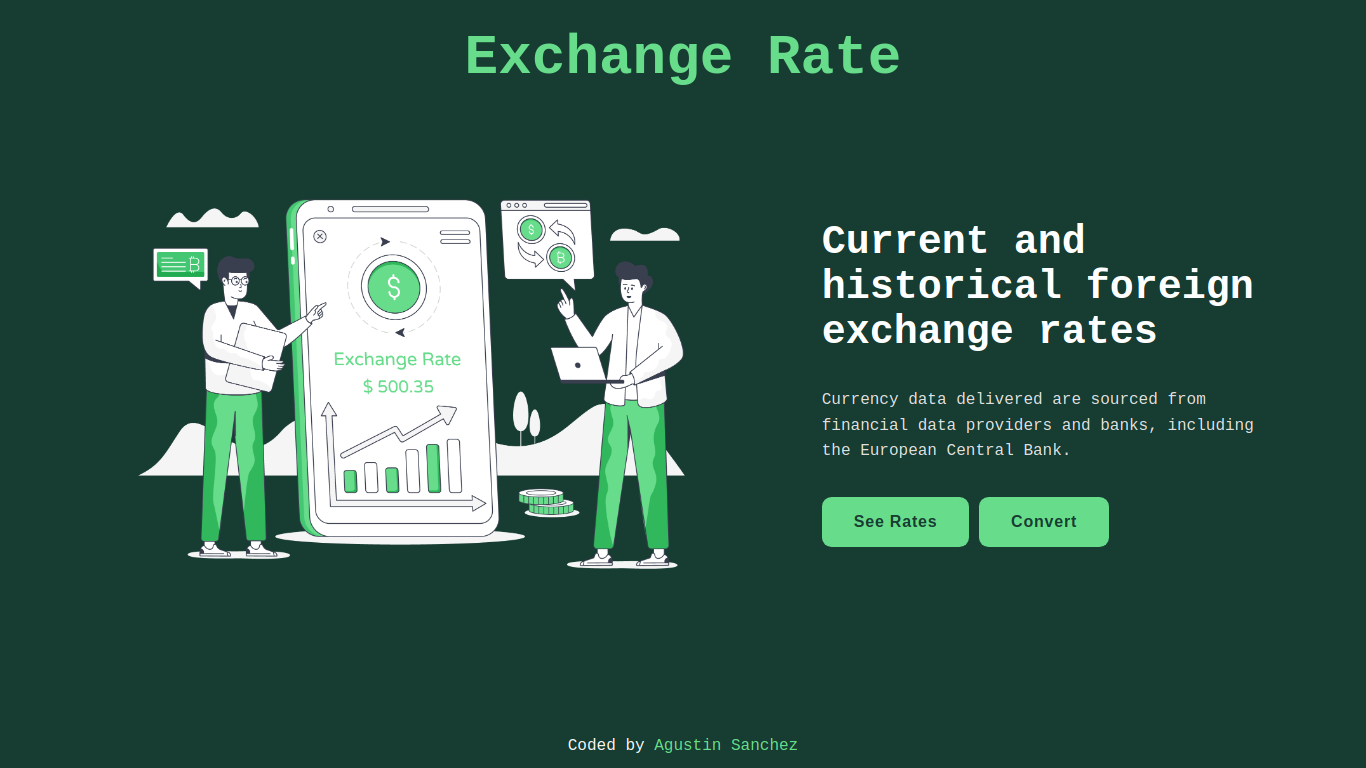 Exchange Rate
Exchange Rate
$ 500.35
Current and
historical foreign
exchange rates
Currency data delivered are sourced from
financial data providers and banks, including
the European Central Bank.
See Rates
Convert
Coded by Agustin Sanchez